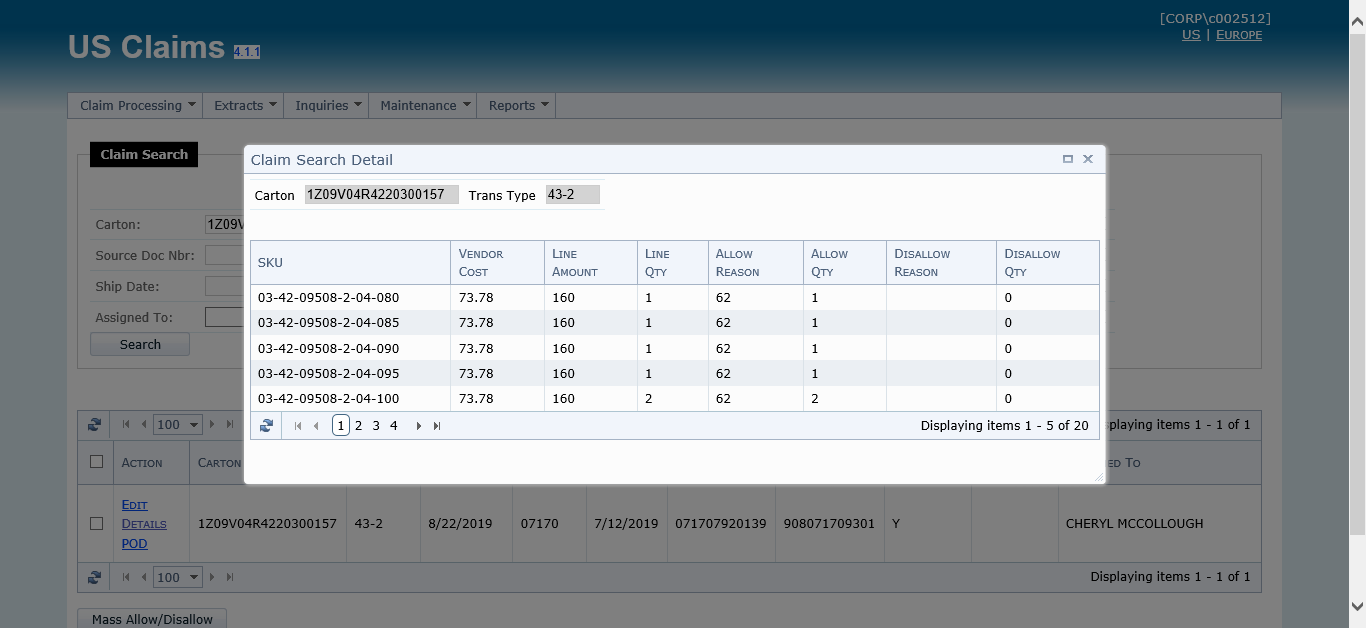 [CORP\c002512]
US | EUROPE
US Claims 4.1.1
Claim Processing Extracts Inquiries Maintenance Reports
Claim Search
Claim Search Detail
Carton 1Z09V04R4220300157 Trans Type 43-2
Carton: 1Z09V
Source Doc Nbr:
Ship Date:
Assigned To:
Search
SKU VENDOR COST LINE AMOUNT LINE QTY ALLOW REASON ALLOW QTY DISALLOW REASON DISALLOW QTY
03-42-09508-2-04-080 73.78 160 1 62 1 0
03-42-09508-2-04-085 73.78 160 1 62 1 0
03-42-09508-2-04-090 73.78 160 1 62 1 0
03-42-09508-2-04-095 73.78 160 1 62 1 0
03-42-09508-2-04-100 73.78 160 2 62 2 0
1 2 3 4 Displaying items 1 - 5 of 20
100 playing items 1 - 1 of 1
ACTION CARTON ED TO
EDIT
DETAILS 1Z09V04R4220300157 43-2 8/22/2019 07170 7/12/2019 071707920139 908071709301 Y CHERYL MCCOLLOUGH
POD
100 Displaying items 1 - 1 of 1
Mass Allow/Disallow